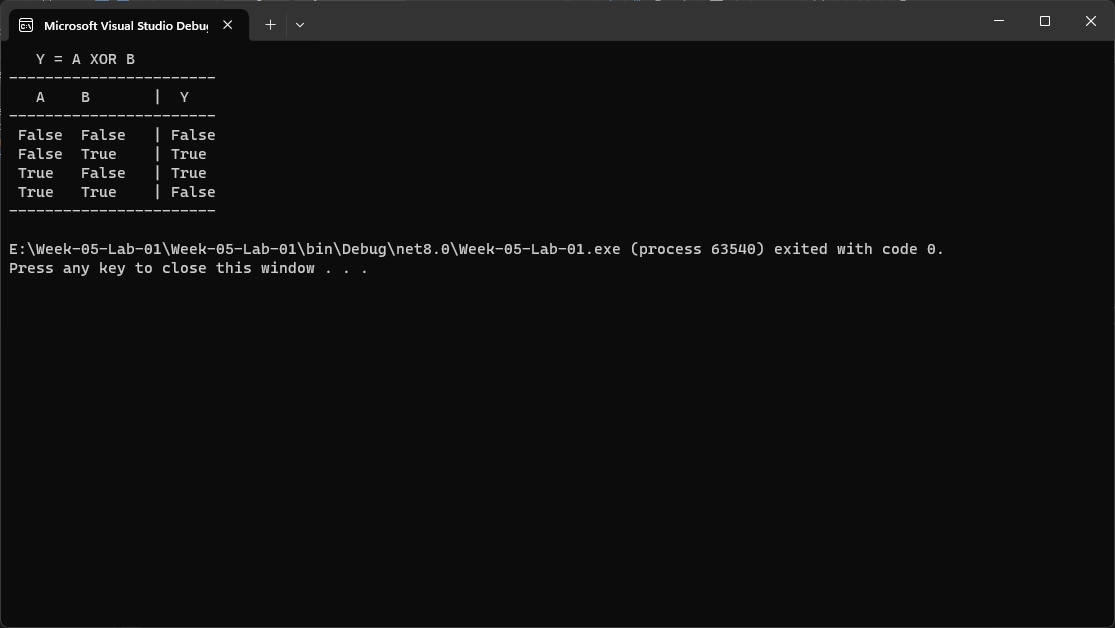 Microsoft Visual Studio Debug
Y = A XOR B
-----------------------
A    B       |  Y
-----------------------
False  False   | False
False  True    | True
True   False   | True
True   True    | False
-----------------------
E:\Week-05-Lab-01\Week-05-Lab-01\bin\Debug\net8.0\Week-05-Lab-01.exe (process 63540) exited with code 0.
Press any key to close this window . . .